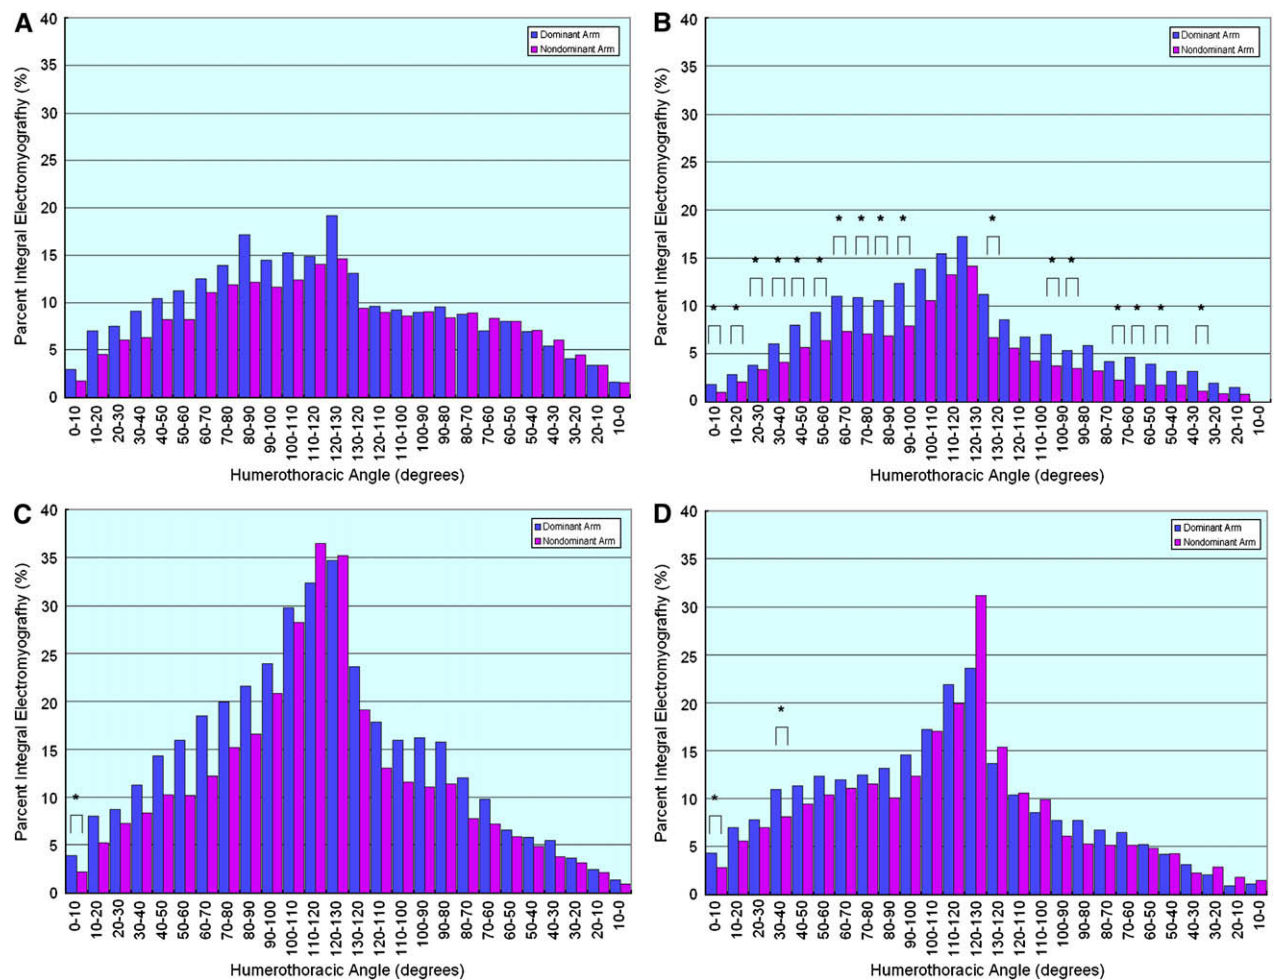 A
Parcent Integral Electromyografhy (%)
40
35
30
25
20
15
10
5
0
Dominant Arm
Nondominant Arm
0-10 10-20 20-30 30-40 40-50 50-60 60-70 70-80 80-90 90-100 100-110 110-120 120-130 130-120 120-110 110-100 100-90 90-80 80-70 70-60 60-50 50-40 40-30 30-20 20-10 10-0
Humerothoracic Angle (degrees)
B
Parcent Integral Electromyografhy (%)
40
35
30
25
20
15
10
5
0
Dominant Arm
Nondominant Arm
* * * * *
* * * * * * *
* * * * * *
0-10 10-20 20-30 30-40 40-50 50-60 60-70 70-80 80-90 90-100 100-110 110-120 120-130 130-120 120-110 110-100 100-90 90-80 80-70 70-60 60-50 50-40 40-30 30-20 20-10 10-0
Humerothoracic Angle (degrees)
C
Parcent Integral Electromyografhy (%)
40
35
30
25
20
15
10
5
0
Dominant Arm
Nondominant Arm
*
0-10 10-20 20-30 30-40 40-50 50-60 60-70 70-80 80-90 90-100 100-110 110-120 120-130 130-120 120-110 110-100 100-90 90-80 80-70 70-60 60-50 50-40 40-30 30-20 20-10 10-0
Humerothoracic Angle (degrees)
D
Parcent Integral Electromyografhy (%)
40
35
30
25
20
15
10
5
0
Dominant Arm
Nondominant Arm
*
*
0-10 10-20 20-30 30-40 40-50 50-60 60-70 70-80 80-90 90-100 100-110 110-120 120-130 130-120 120-110 110-100 100-90 90-80 80-70 70-60 60-50 50-40 40-30 30-20 20-10 10-0
Humerothoracic Angle (degrees)